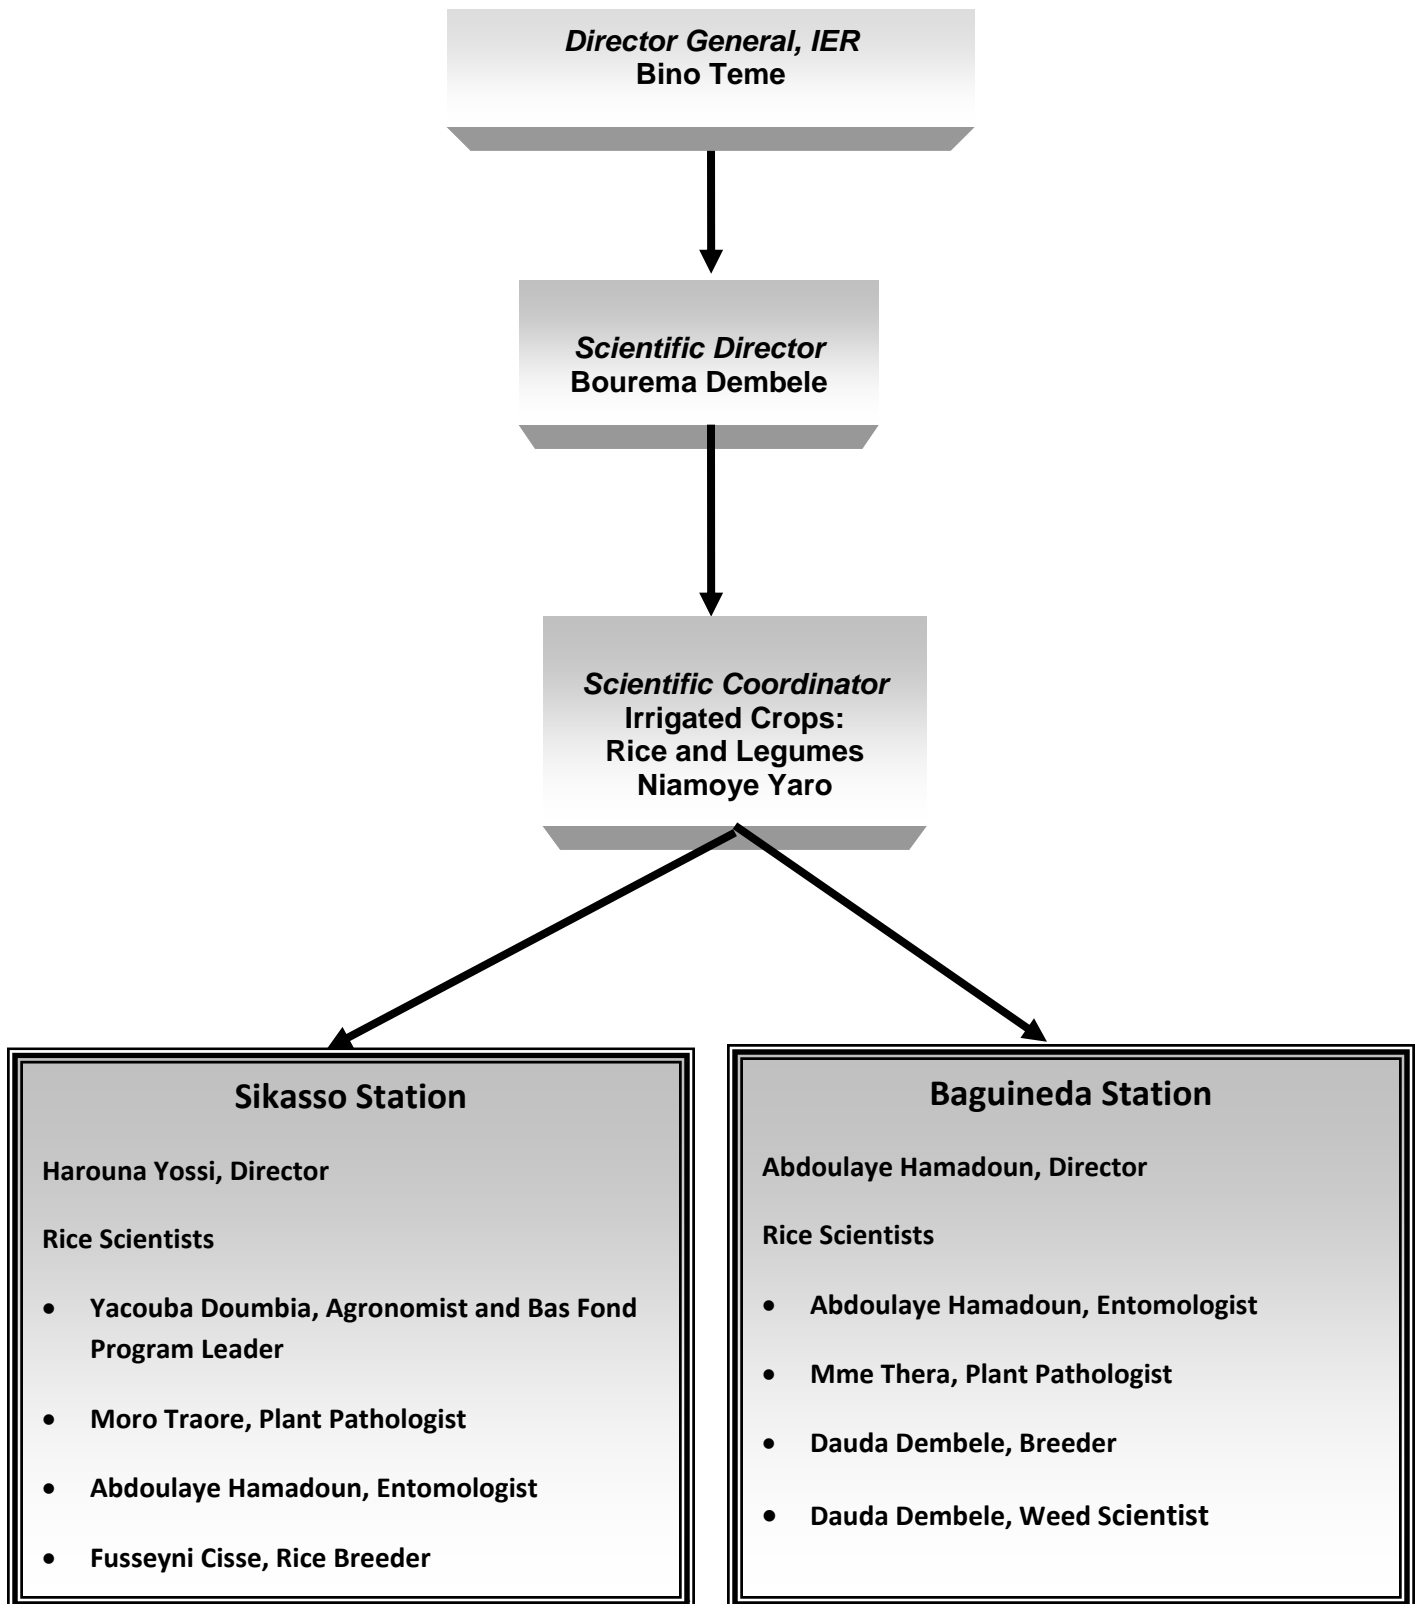 Director General, IER
Bino Teme
Scientific Director
Bourema Dembele
Scientific Coordinator
Irrigated Crops:
Rice and Legumes
Niamoye Yaro
Sikasso Station
Harouna Yossi, Director
Rice Scientists
• Yacouba Doumbia, Agronomist and Bas Fond
Program Leader
• Moro Traore, Plant Pathologist
• Abdoulaye Hamadoun, Entomologist
• Fusseyni Cisse, Rice Breeder
Baguineda Station
Abdoulaye Hamadoun, Director
Rice Scientists
• Abdoulaye Hamadoun, Entomologist
• Mme Thera, Plant Pathologist
• Dauda Dembele, Breeder
• Dauda Dembele, Weed Scientist